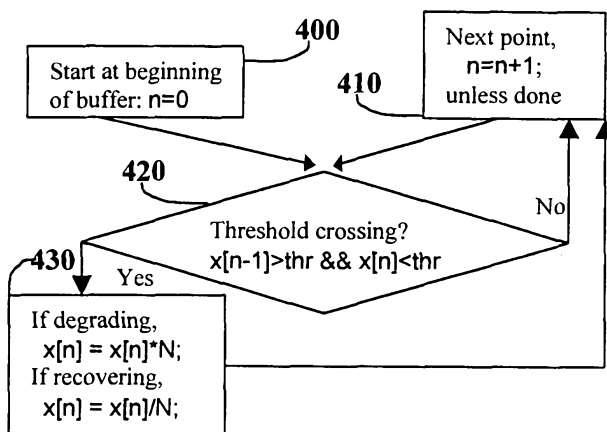 400
Start at beginning
of buffer: n=0
Next point,
n=n+1;
unless done
410
420
Threshold crossing?
x[n-1]>thr && x[n]<thr
No
430
Yes
If degrading,
x[n] = x[n]*N;
If recovering,
x[n] = x[n]/N;